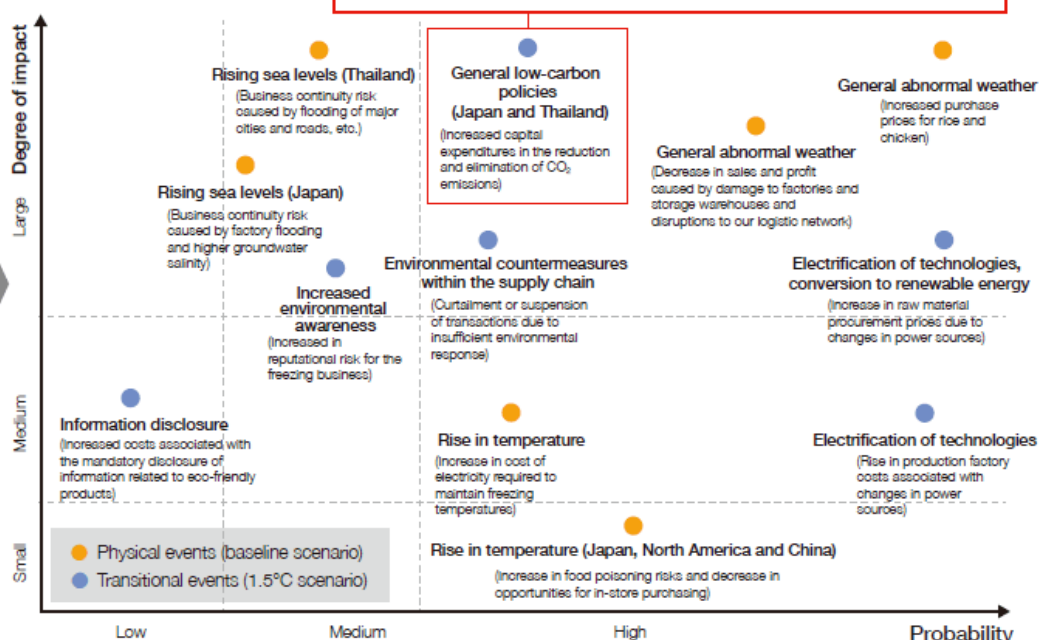 Degree of impact
Large
Medium
Small
Rising sea levels (Thailand)
(Business continuity risk
caused by flooding of major
cities and roads, etc.)
General low-carbon
policies
(Japan and Thailand)
(Increased capital
expenditures in the reduction
and elimination of CO₂
emissions)
General abnormal weather
(Increased purchase
prices for rice and
chicken)
General abnormal weather
(Decrease in sales and profit
caused by damage to factories and
storage warehouses and
disruptions to our logistic network)
Rising sea levels (Japan)
(Business continuity risk
caused by factory flooding
and higher groundwater
salinity)
Increased
environmental
awareness
(Increased in
reputational risk for the
freezing business)
Environmental countermeasures
within the supply chain
(Curtailment or suspension
of transactions due to
insufficient environmental
response)
Electrification of technologies,
conversion to renewable energy
(Increase in raw material
procurement prices due to
changes in power sources)
Information disclosure
(Increased costs associated with
the mandatory disclosure of
information related to eco-friendly
products)
Rise in temperature
(Increase in cost of
electricity required to
maintain freezing
temperatures)
Electrification of technologies
(Rise in production factory
costs associated with
changes in power
sources)
Rise in temperature (Japan, North America and China)
(Increase in food poisoning risks and decrease in
opportunities for in-store purchasing)
Physical events (baseline scenario)
Transitional events (1.5°C scenario)
Low
Medium
High
Probability